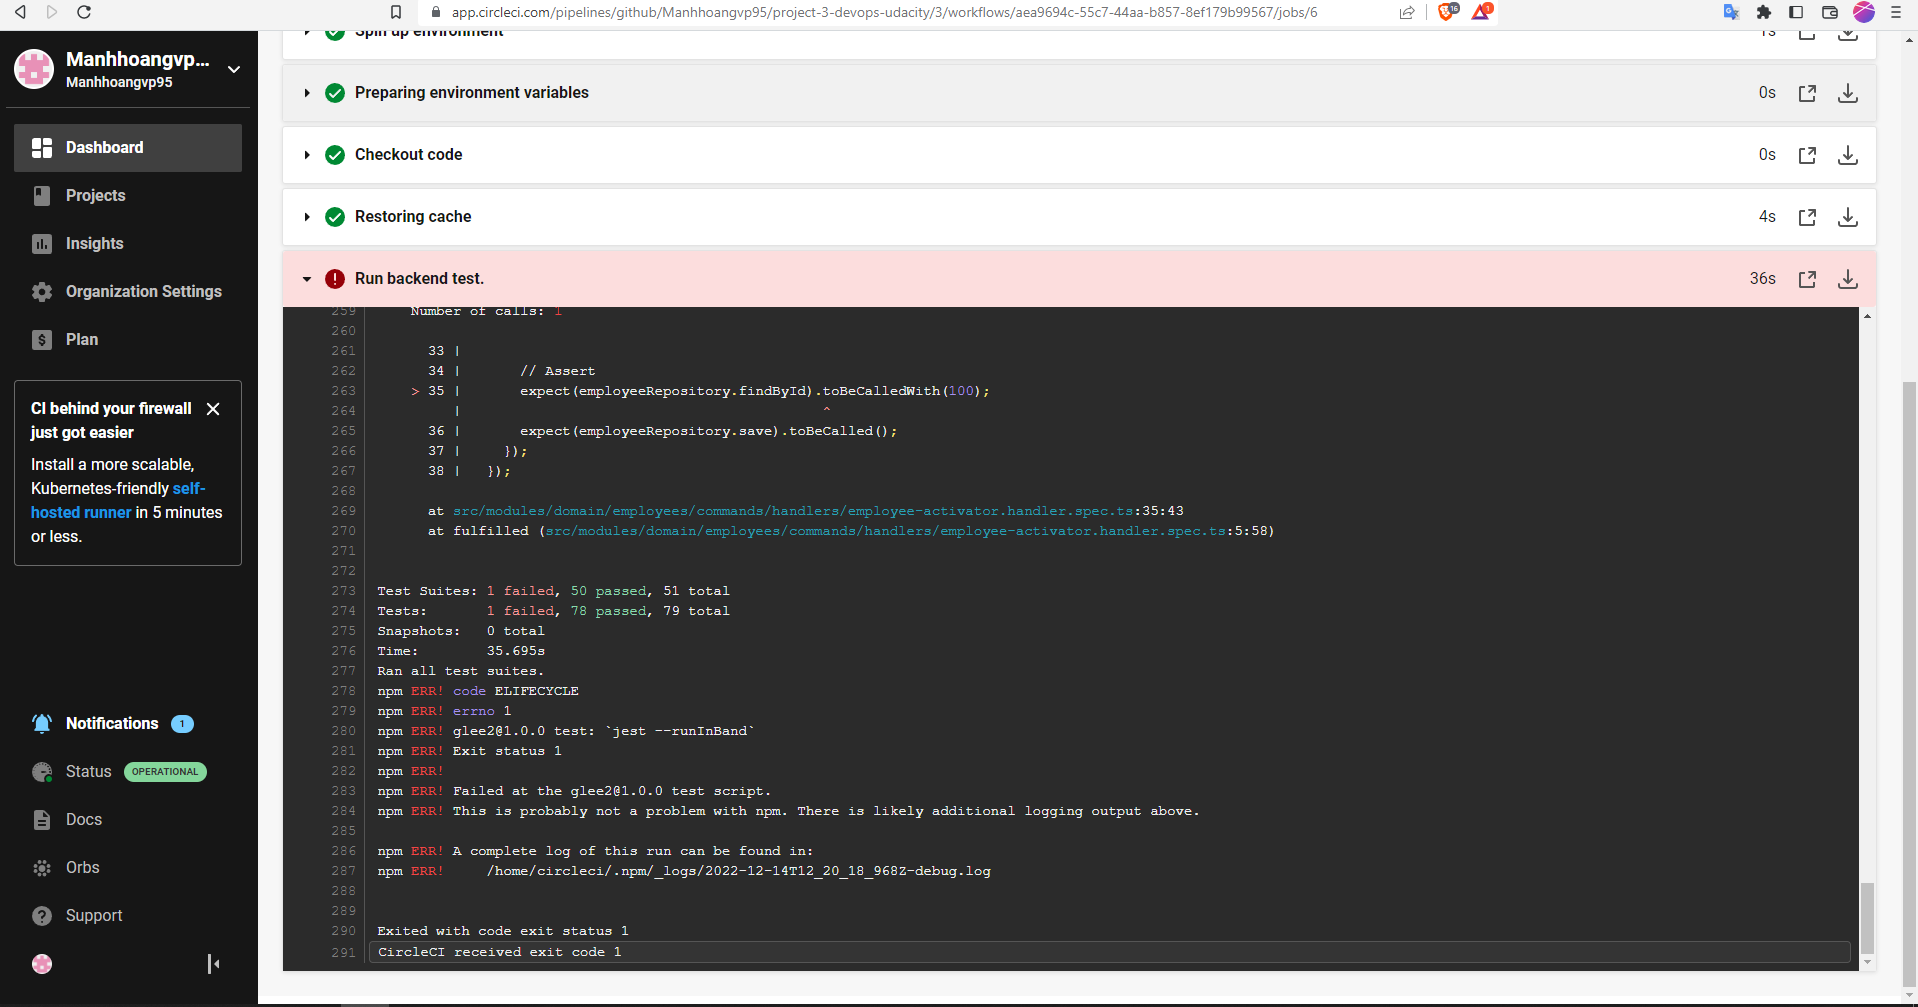 app.circleci.com/pipelines/github/Manhhoangvp95/project-3-devops-udacity/3/workflows/aea9694c-55c7-44aa-b857-8ef179b99567/jobs/6
16
1
Manhhoangvp...
Manhhoangvp95
Dashboard
Projects
Insights
Organization Settings
Plan
CI behind your firewall
just got easier
Install a more scalable,
Kubernetes-friendly self-
hosted runner in 5 minutes
or less.
Notifications 1
Status OPERATIONAL
Docs
Orbs
Support
Spin up environment 1s
Preparing environment variables 0s
Checkout code 0s
Restoring cache 4s
Run backend test. 36s
259 Number of calls: 1
260
261 33 |
262 34 | // Assert
263 > 35 | expect(employeeRepository.findById).toBeCalledWith(100);
264 | ^
265 36 | expect(employeeRepository.save).toBeCalled();
266 37 | });
267 38 | });
268
269 at src/modules/domain/employees/commands/handlers/employee-activator.handler.spec.ts:35:43
270 at fulfilled (src/modules/domain/employees/commands/handlers/employee-activator.handler.spec.ts:5:58)
271
272
273 Test Suites: 1 failed, 50 passed, 51 total
274 Tests: 1 failed, 78 passed, 79 total
275 Snapshots: 0 total
276 Time: 35.695s
277 Ran all test suites.
278 npm ERR! code ELIFECYCLE
279 npm ERR! errno 1
280 npm ERR! glee2@1.0.0 test: `jest --runInBand`
281 npm ERR! Exit status 1
282 npm ERR!
283 npm ERR! Failed at the glee2@1.0.0 test script.
284 npm ERR! This is probably not a problem with npm. There is likely additional logging output above.
285
286 npm ERR! A complete log of this run can be found in:
287 npm ERR! /home/circleci/.npm/_logs/2022-12-14T12_20_18_968Z-debug.log
288
289
290 Exited with code exit status 1
291 CircleCI received exit code 1